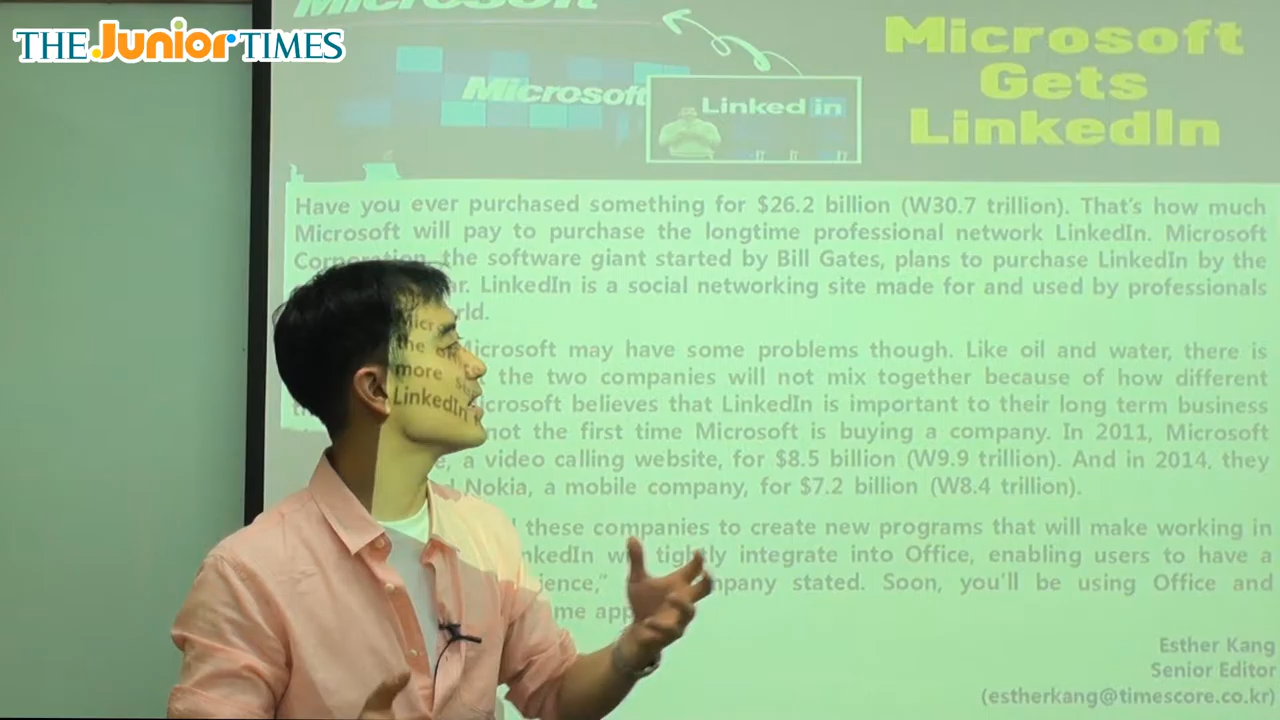 THE Junior TIMES
Microsoft
Microsoft
Linked in
Microsoft
Gets
LinkedIn
Have you ever purchased something for $26.2 billion (W30.7 trillion). That's how much
Microsoft will pay to purchase the longtime professional network LinkedIn. Microsoft
Corporation, the software giant started by Bill Gates, plans to purchase LinkedIn by the
LinkedIn is a social networking site made for and used by professionals
Microsoft may have some problems though. Like oil and water, there is
the two companies will not mix together because of how different
Microsoft believes that LinkedIn is important to their long term business
not the first time Microsoft is buying a company. In 2011, Microsoft
a video calling website, for $8.5 billion (W9.9 trillion). And in 2014, they
Nokia, a mobile company, for $7.2 billion (W8.4 trillion).
these companies to create new programs that will make working in
LinkedIn will tightly integrate into Office, enabling users to have a
company stated. Soon, you'll be using Office and
more
LinkedIn
Esther Kang
Senior Editor
(estherkang@timescore.co.kr)